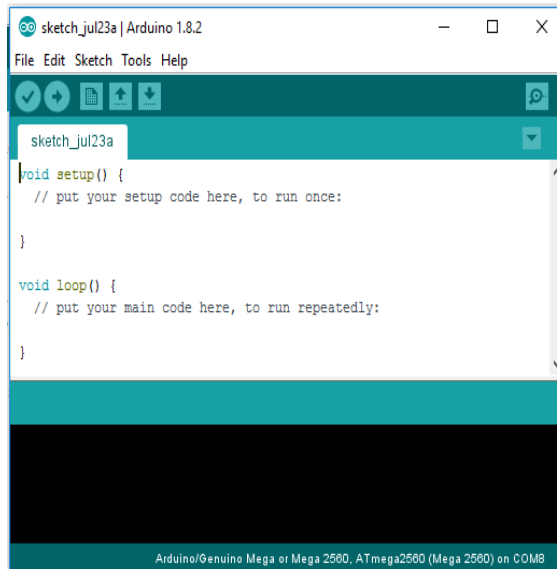 sketch_jul23a | Arduino 1.8.2
File Edit Sketch Tools Help
sketch_jul23a
void setup() {
  // put your setup code here, to run once:
}
void loop() {
  // put your main code here, to run repeatedly:
}
Arduino/Genuino Mega or Mega 2560, ATmega2560 (Mega 2560) on COM8